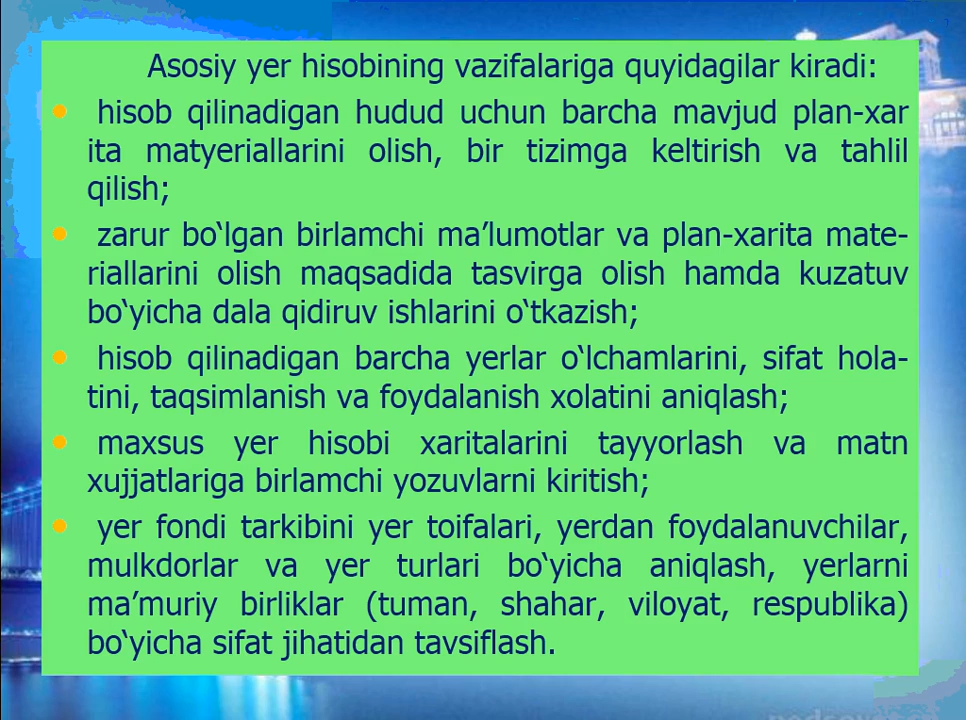 Asosiy yer hisobining vazifalariga quyidagilar kiradi:
• hisob qilinadigan hudud uchun barcha mavjud plan-xar
ita matyeriallarini olish, bir tizimga keltirish va tahlil
qilish;
• zarur bo‘lgan birlamchi ma’lumotlar va plan-xarita mate-
riallarini olish maqsadida tasvirga olish hamda kuzatuv
bo‘yicha dala qidiruv ishlarini o‘tkazish;
• hisob qilinadigan barcha yerlar o‘lchamlarini, sifat hola-
tini, taqsimlanish va foydalanish xolatini aniqlash;
• maxsus yer hisobi xaritalarini tayyorlash va matn
xujjatlariga birlamchi yozuvlarni kiritish;
• yer fondi tarkibini yer toifalari, yerdan foydalanuvchilar,
mulkdorlar va yer turlari bo‘yicha aniqlash, yerlarni
ma’muriy birliklar (tuman, shahar, viloyat, respublika)
bo‘yicha sifat jihatidan tavsiflash.